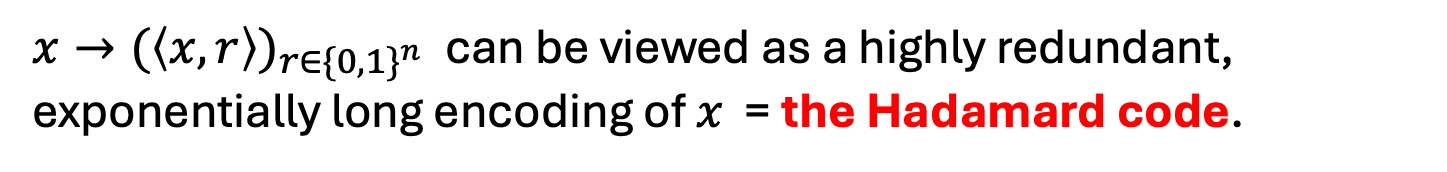 𝑥 → (⟨𝑥, 𝑟⟩)𝑟∈{0,1}ⁿ can be viewed as a highly redundant,
exponentially long encoding of 𝑥 = the Hadamard code.